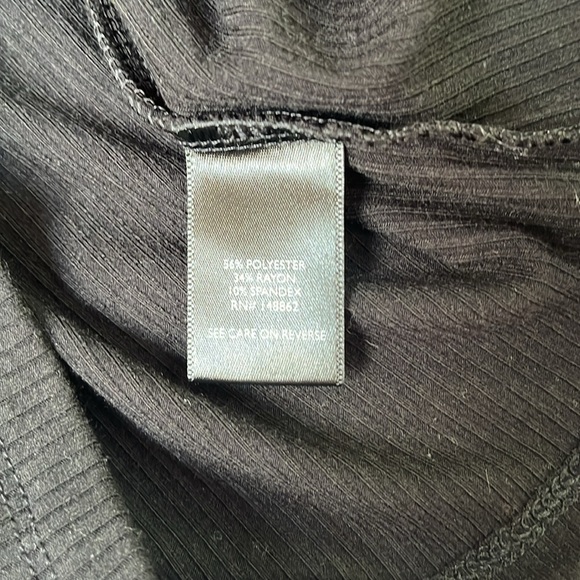 56% POLYESTER
34% RAYON
10% SPANDEX
RN# 148862
SEE CARE ON REVERSE